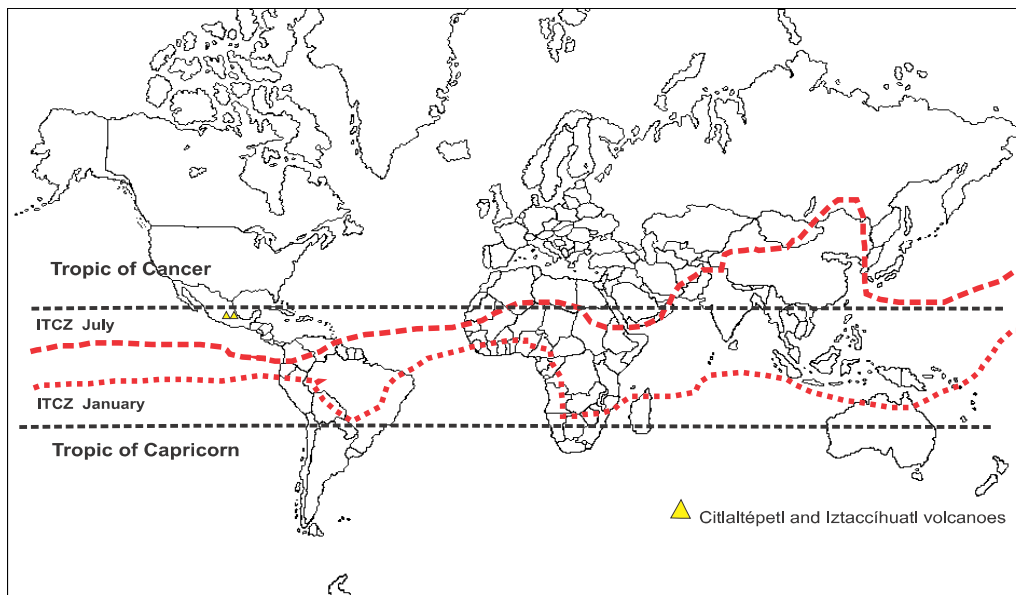 Tropic of Cancer
ITCZ July
ITCZ January
Tropic of Capricorn
Citlaltépetl and Iztaccíhuatl volcanoes